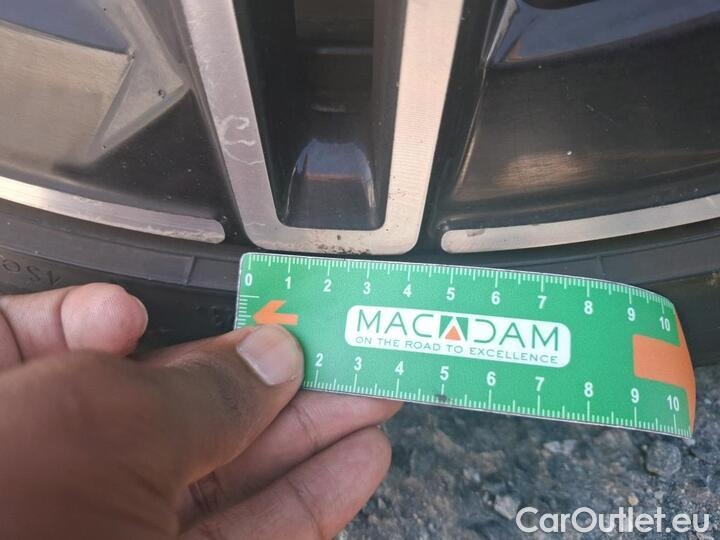 0 1 2 3 4 5 6 7 8 9 10
MACADAM
ON THE ROAD TO EXCELLENCE
2 3 4 5 6 7 8 9 10
CarOutlet.eu